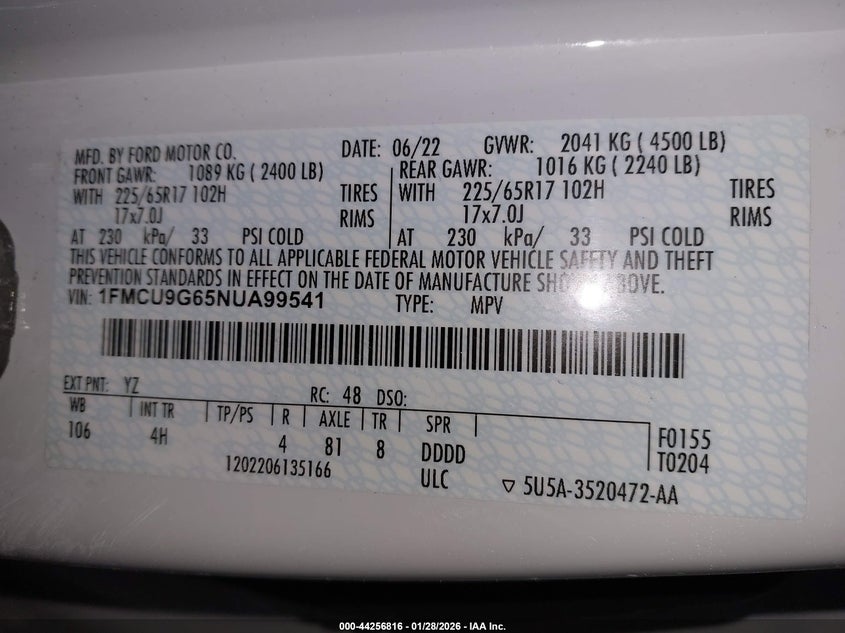 MFD. BY FORD MOTOR CO. DATE: 06/22 GVWR: 2041 KG ( 4500 LB)
FRONT GAWR: 1089 KG ( 2400 LB) REAR GAWR: 1016 KG ( 2240 LB)
WITH 225/65R17 102H TIRES WITH 225/65R17 102H TIRES
17x7.0J RIMS 17x7.0J RIMS
AT 230 kPa/ 33 PSI COLD AT 230 kPa/ 33 PSI COLD
THIS VEHICLE CONFORMS TO ALL APPLICABLE FEDERAL MOTOR VEHICLE SAFETY AND THEFT
PREVENTION STANDARDS IN EFFECT ON THE DATE OF MANUFACTURE SHOWN ABOVE.
VIN: 1FMCU9G65NUA99541 TYPE: MPV
EXT PNT: YZ RC: 48 DSO:
WB INT TR TP/PS R AXLE TR SPR
106 4H 4 81 8 DDDD
F0155
T0204
1202206135166 ULC ▽ 5U5A-3520472-AA
000-44256816 - 01/28/2026 - IAA Inc.